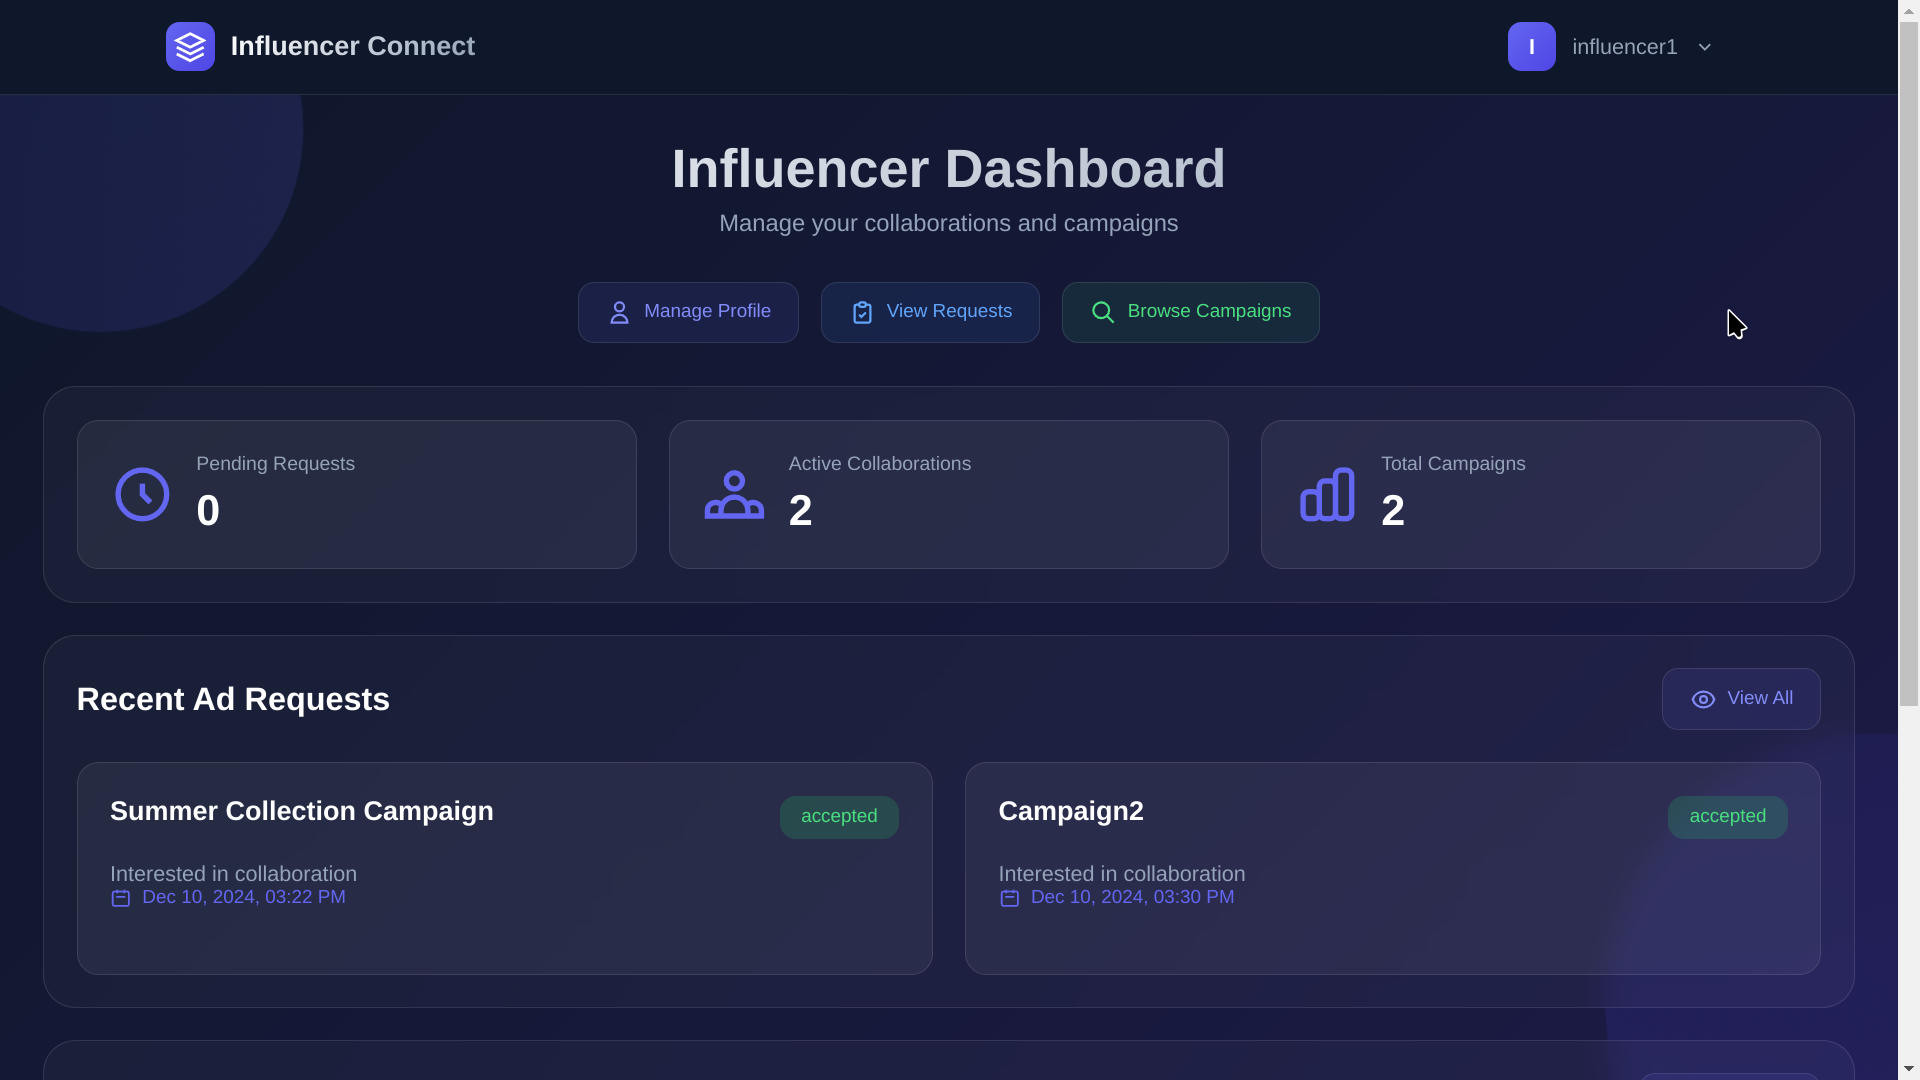 Influencer Connect
I influencer1
Influencer Dashboard
Manage your collaborations and campaigns
Manage Profile View Requests Browse Campaigns
Pending Requests
0
Active Collaborations
2
Total Campaigns
2
Recent Ad Requests
View All
Summer Collection Campaign
accepted
Interested in collaboration
Dec 10, 2024, 03:22 PM
Campaign2
accepted
Interested in collaboration
Dec 10, 2024, 03:30 PM